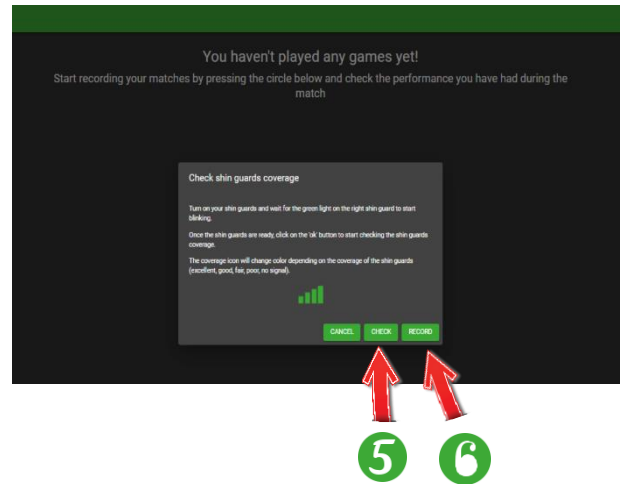 You haven't played any games yet!
Start recording your matches by pressing the circle below and check the performance you have had during the
match
Check shin guards coverage
Turn on your shin guards and wait for the green light on the right shin guard to start
blinking.
Once the shin guards are ready, click on the 'ok' button to start checking the shin guards
coverage.
The coverage icon will change color depending on the coverage of the shin guards
(excellent, good, fair, poor, no signal).
CANCEL CHECK RECORD
5 6